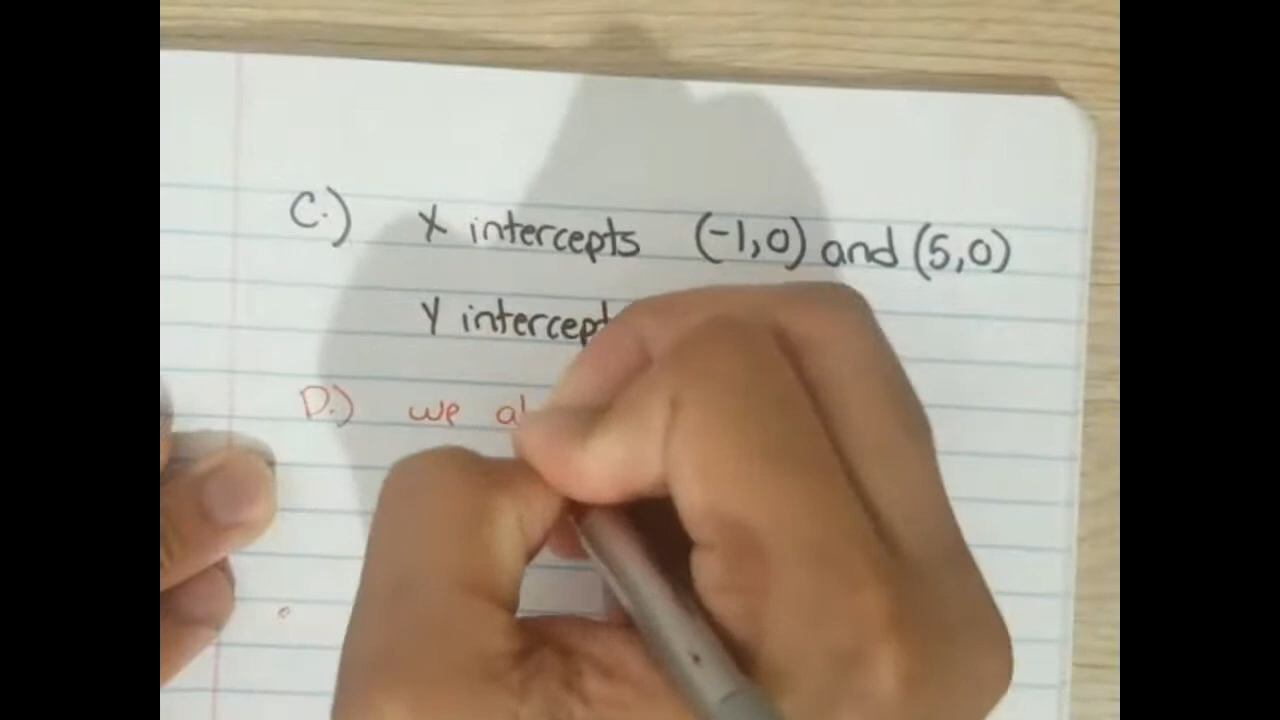 C.) X intercepts (-1,0) and (5,0)
Y intercept
D.) we